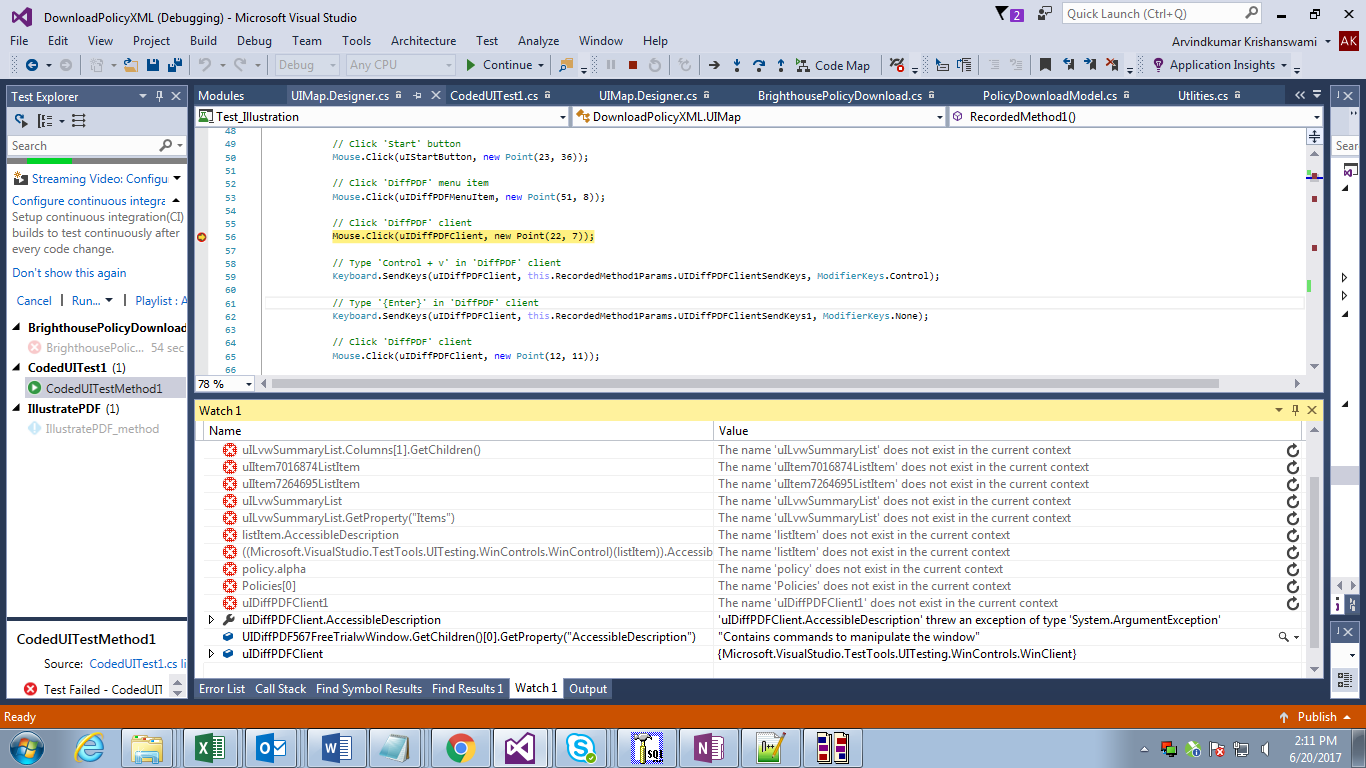 DownloadPolicyXML (Debugging) - Microsoft Visual Studio
2
Quick Launch (Ctrl+Q)
File Edit View Project Build Debug Team Tools Architecture Test Analyze Window Help
Arvindkumar Krishanswami
AK
Debug Any CPU Continue Code Map Application Insights
Test Explorer
Search
Streaming Video: Configu
Configure continuous integra
Setup continuous integration(CI)
builds to test continuously after
every code change.
Don't show this again
Cancel | Run... | Playlist : A
BrighthousePolicyDownload
BrighthousePolic... 54 sec
CodedUITest1 (1)
CodedUITestMethod1
IllustratePDF (1)
IllustratePDF_method
CodedUITestMethod1
Source: CodedUITest1.cs li
Test Failed - CodedUIT
Modules UIMap.Designer.cs CodedUITest1.cs UIMap.Designer.cs BrighthousePolicyDownload.cs PolicyDownloadModel.cs Utlities.cs
Test_Illustration DownloadPolicyXML.UIMap RecordedMethod1()
48
49 // Click 'Start' button
50 Mouse.Click(uIStartButton, new Point(23, 36));
51
52 // Click 'DiffPDF' menu item
53 Mouse.Click(uIDiffPDFMenuItem, new Point(51, 8));
54
55 // Click 'DiffPDF' client
56 Mouse.Click(uIDiffPDFClient, new Point(22, 7));
57
58 // Type 'Control + v' in 'DiffPDF' client
59 Keyboard.SendKeys(uIDiffPDFClient, this.RecordedMethod1Params.UIDiffPDFClientSendKeys, ModifierKeys.Control);
60
61 // Type '{Enter}' in 'DiffPDF' client
62 Keyboard.SendKeys(uIDiffPDFClient, this.RecordedMethod1Params.UIDiffPDFClientSendKeys1, ModifierKeys.None);
63
64 // Click 'DiffPDF' client
65 Mouse.Click(uIDiffPDFClient, new Point(12, 11));
66
78 %
Sear
Watch 1
Name Value
uILvwSummaryList.Columns[1].GetChildren() The name 'uILvwSummaryList' does not exist in the current context
uIItem7016874ListItem The name 'uIItem7016874ListItem' does not exist in the current context
uIItem7264695ListItem The name 'uIItem7264695ListItem' does not exist in the current context
uILvwSummaryList The name 'uILvwSummaryList' does not exist in the current context
uILvwSummaryList.GetProperty("Items") The name 'uILvwSummaryList' does not exist in the current context
listItem.AccessibleDescription The name 'listItem' does not exist in the current context
((Microsoft.VisualStudio.TestTools.UITesting.WinControls.WinControl)(listItem)).Accessib The name 'listItem' does not exist in the current context
policy.alpha The name 'policy' does not exist in the current context
Policies[0] The name 'Policies' does not exist in the current context
uIDiffPDFClient1 The name 'uIDiffPDFClient1' does not exist in the current context
uIDiffPDFClient.AccessibleDescription 'uIDiffPDFClient.AccessibleDescription' threw an exception of type 'System.ArgumentException'
UIDiffPDF567FreeTrialwWindow.GetChildren()[0].GetProperty("AccessibleDescription") "Contains commands to manipulate the window"
uIDiffPDFClient {Microsoft.VisualStudio.TestTools.UITesting.WinControls.WinClient}
Error List Call Stack Find Symbol Results Find Results 1 Watch 1 Output
Ready
Publish
SQL
2:11 PM
6/20/2017